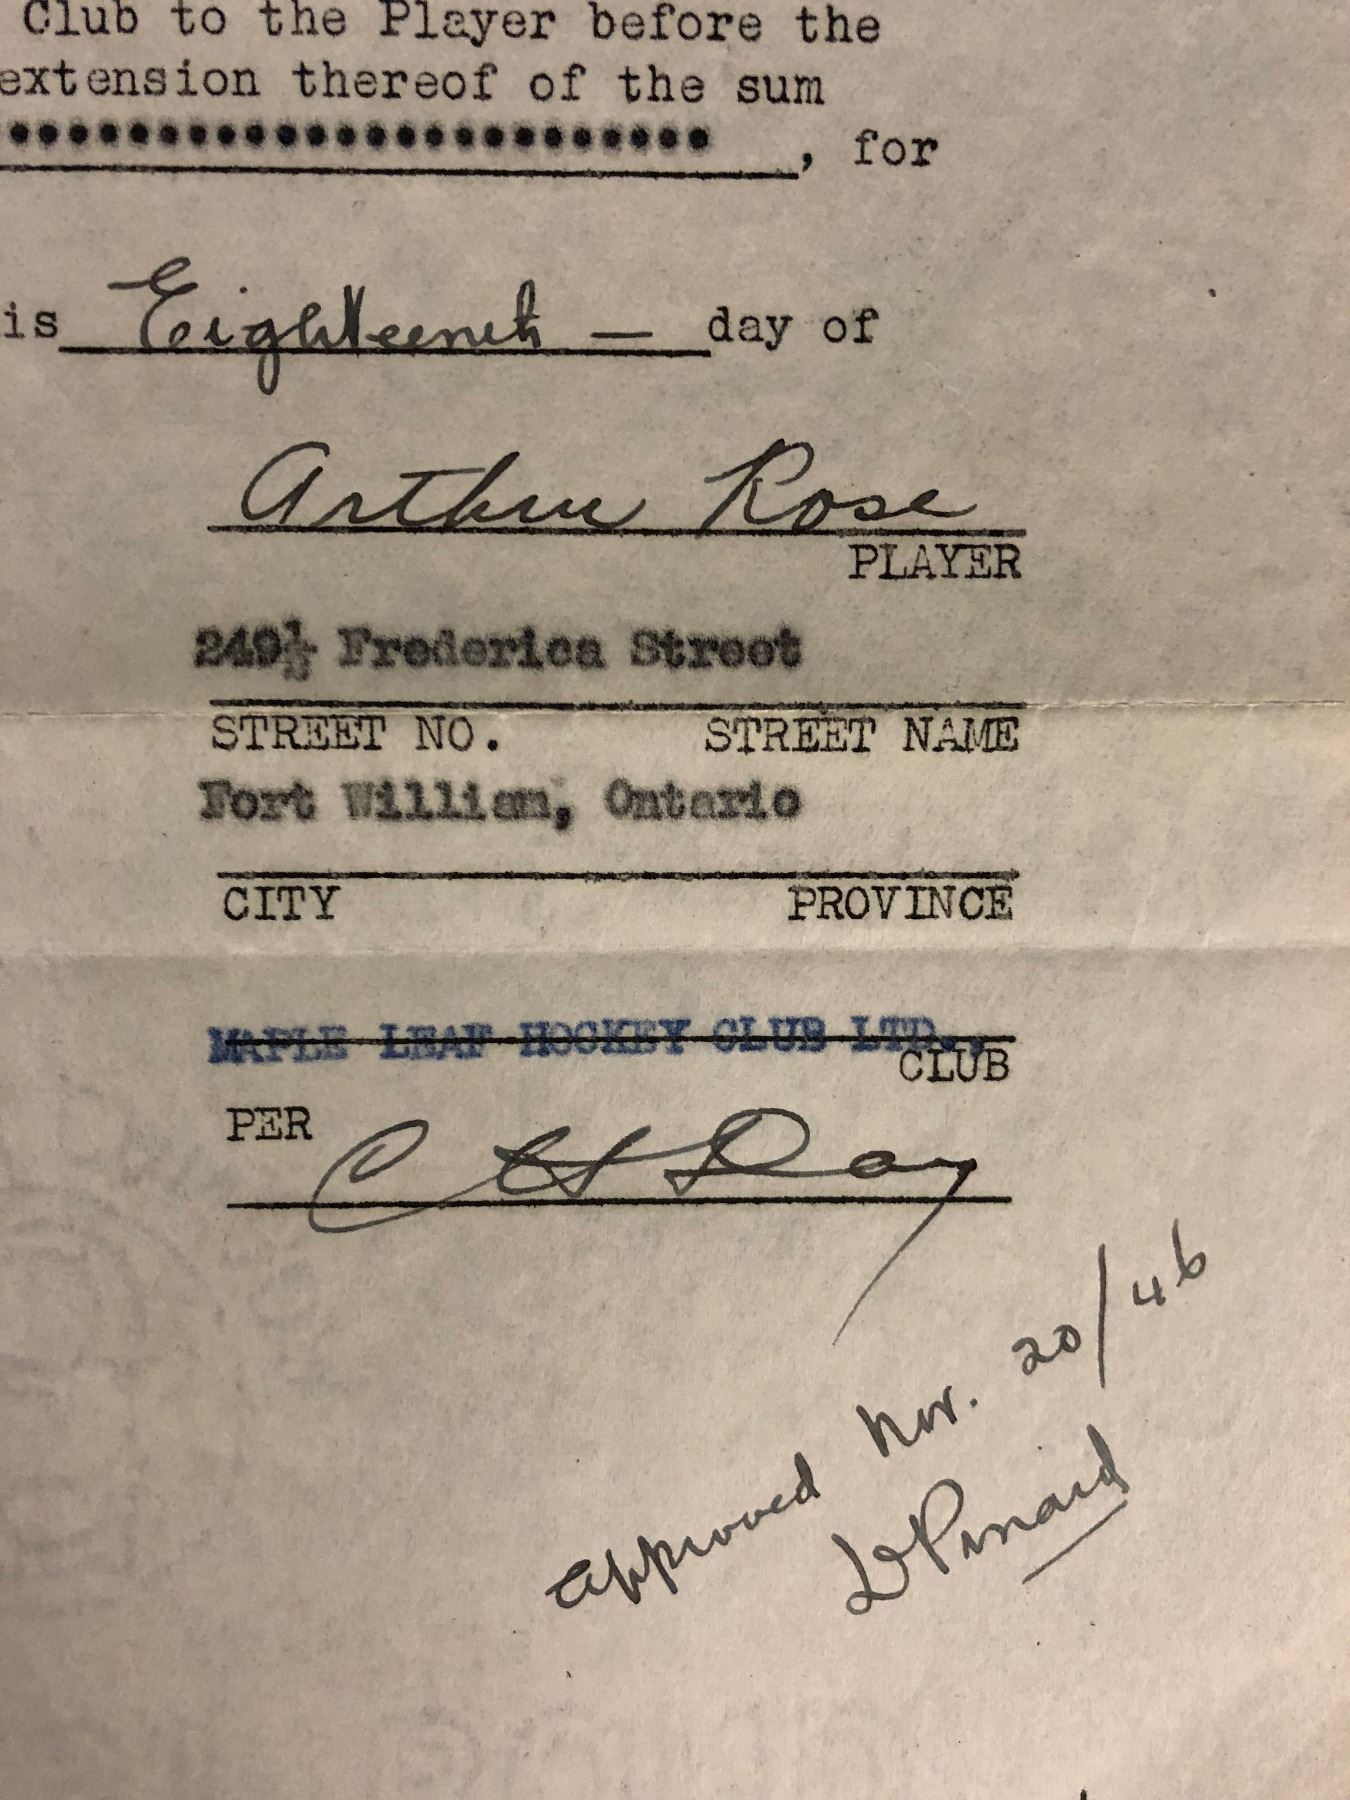 Club to the Player before the
extension thereof of the sum
........................, for
is Eighteenth — day of
Arthur Rose
PLAYER
249½ Frederica Street
STREET NO. STREET NAME
Fort William, Ontario
CITY PROVINCE
MAPLE LEAF HOCKEY CLUB LTD.,
CLUB
PER C H Day
approved Nov. 20/46
D Pinard